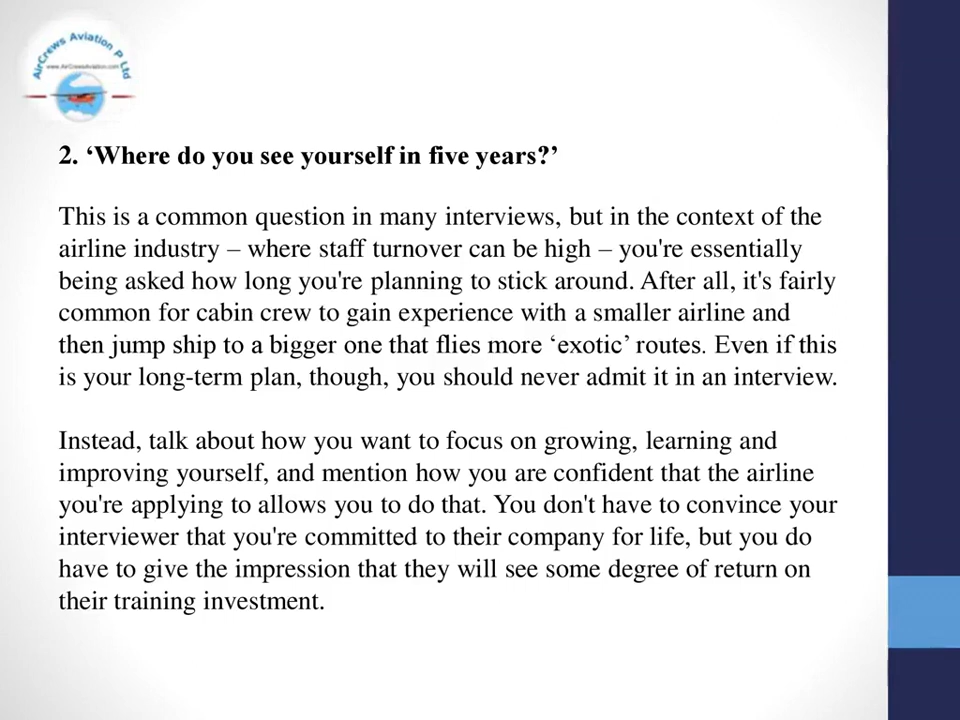 AirCrews Aviation P Ltd
www.AirCrewsAviation.com
2. ‘Where do you see yourself in five years?’
This is a common question in many interviews, but in the context of the
airline industry – where staff turnover can be high – you're essentially
being asked how long you're planning to stick around. After all, it's fairly
common for cabin crew to gain experience with a smaller airline and
then jump ship to a bigger one that flies more ‘exotic’ routes. Even if this
is your long-term plan, though, you should never admit it in an interview.
Instead, talk about how you want to focus on growing, learning and
improving yourself, and mention how you are confident that the airline
you're applying to allows you to do that. You don't have to convince your
interviewer that you're committed to their company for life, but you do
have to give the impression that they will see some degree of return on
their training investment.